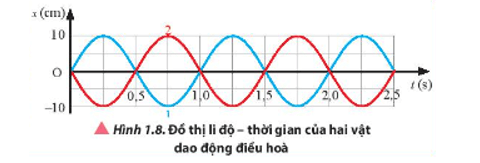 x (cm)
10
2
O
0,5
1,0
1,5
2,0
2,5
t (s)
-10
1
▲ Hình 1.8. Đồ thị li độ – thời gian của hai vật
dao động điều hoà